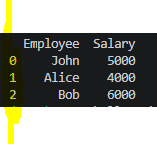 Employee Salary
0 John 5000
1 Alice 4000
2 Bob 6000